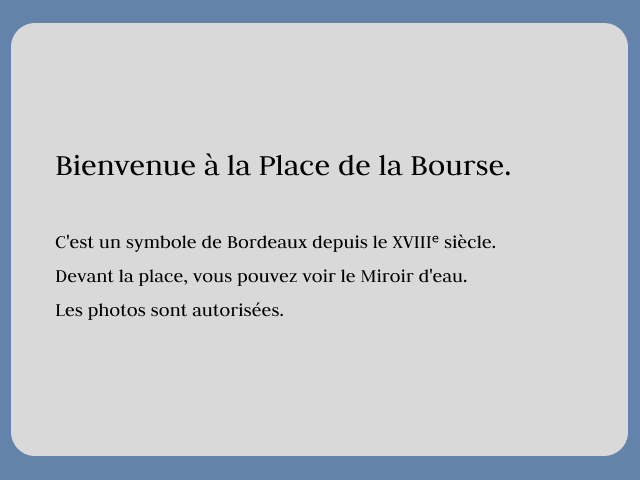 Bienvenue à la Place de la Bourse.
C'est un symbole de Bordeaux depuis le XVIIIᵉ siècle.
Devant la place, vous pouvez voir le Miroir d'eau.
Les photos sont autorisées.